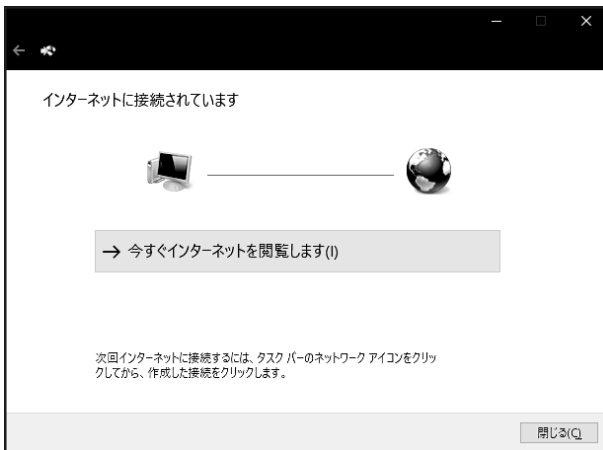 インターネットに接続されています
→ 今すぐインターネットを閲覧します(I)
次回インターネットに接続するには、タスク バーのネットワーク アイコンをクリッ
クしてから、作成した接続をクリックします。
閉じる(C)